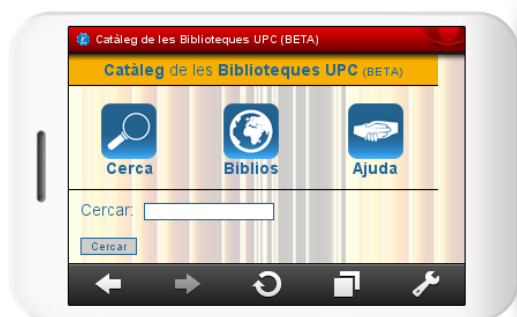 Catàleg de les Biblioteques UPC (BETA)
Catàleg de les Biblioteques UPC (BETA)
Cerca Biblios Ajuda
Cercar:
Cercar